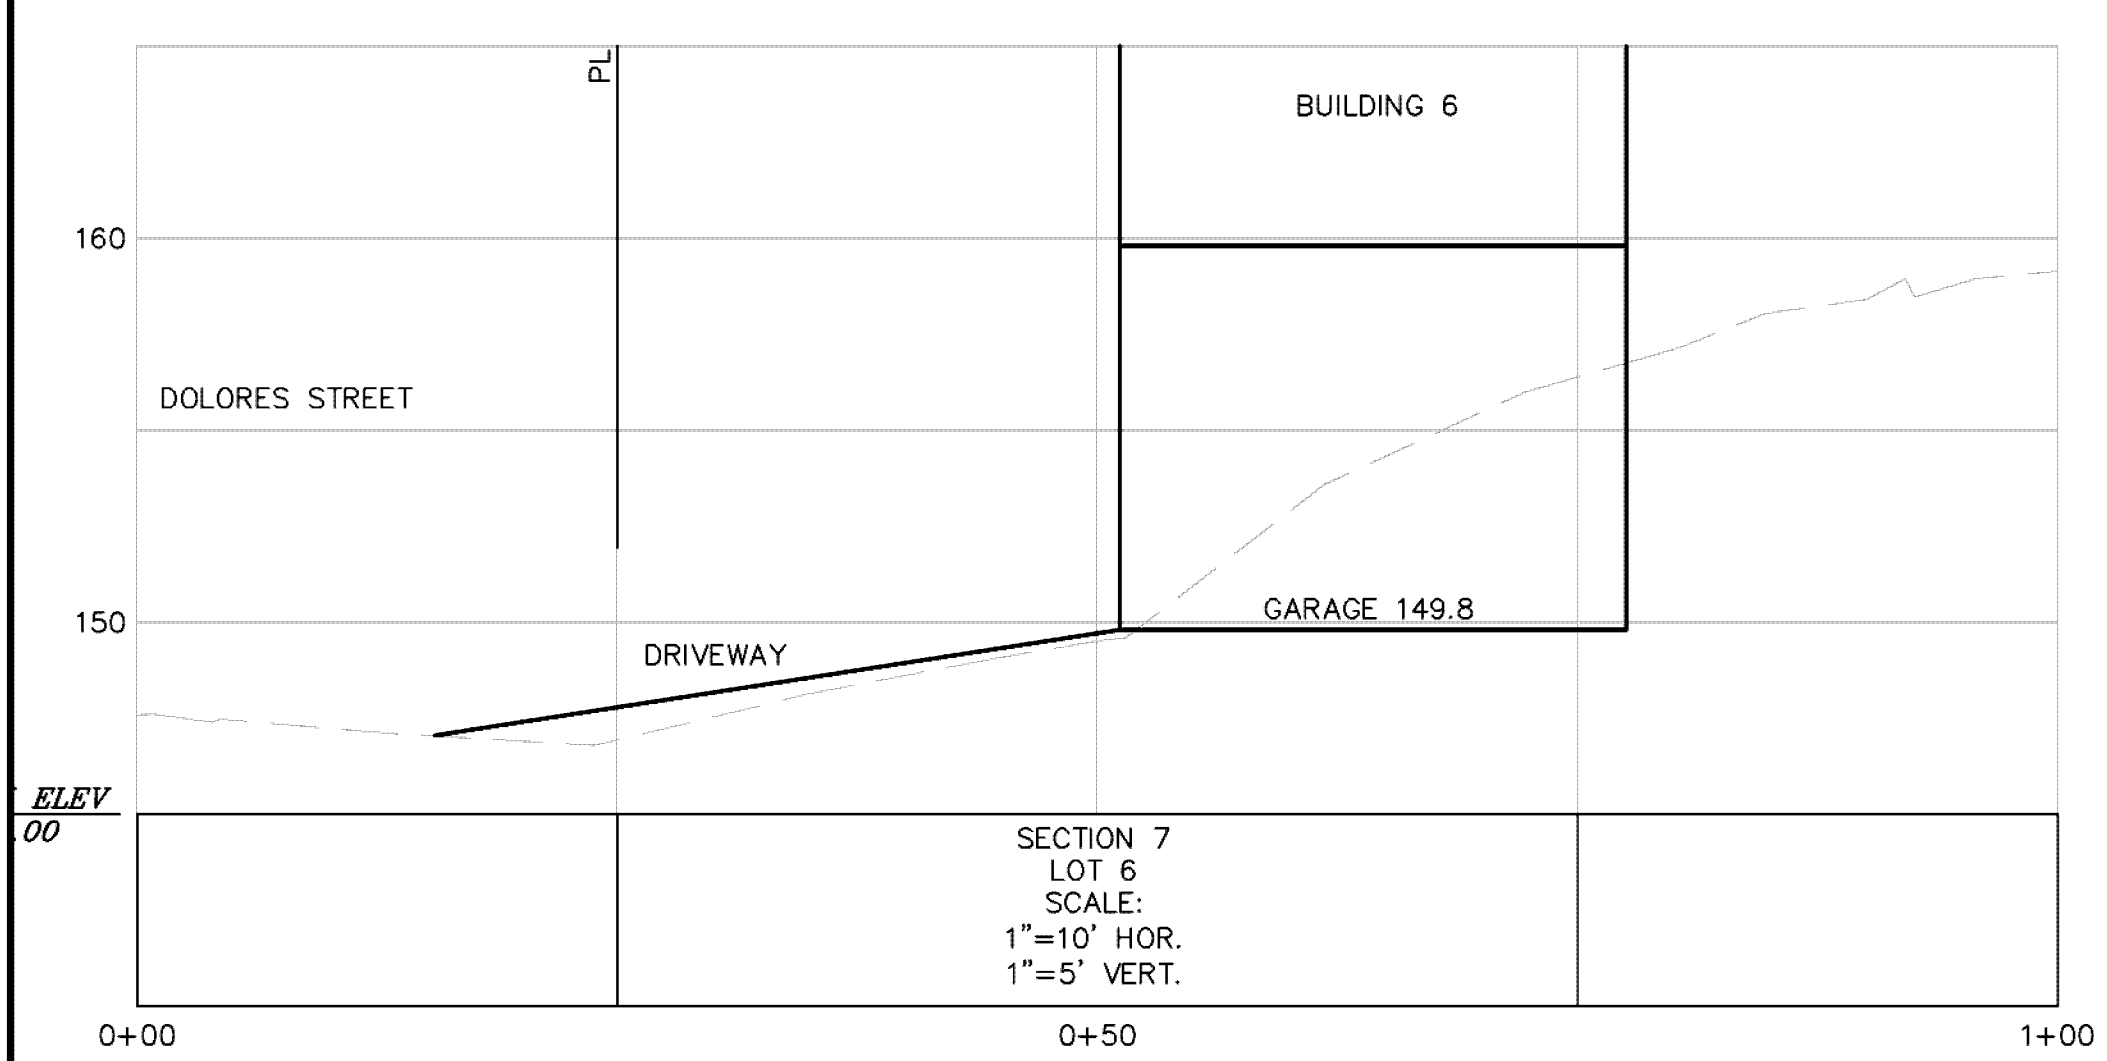 PL
BUILDING 6
160
DOLORES STREET
GARAGE 149.8
150
DRIVEWAY
ELEV
.00
SECTION 7
LOT 6
SCALE:
1"=10' HOR.
1"=5' VERT.
0+00
0+50
1+00